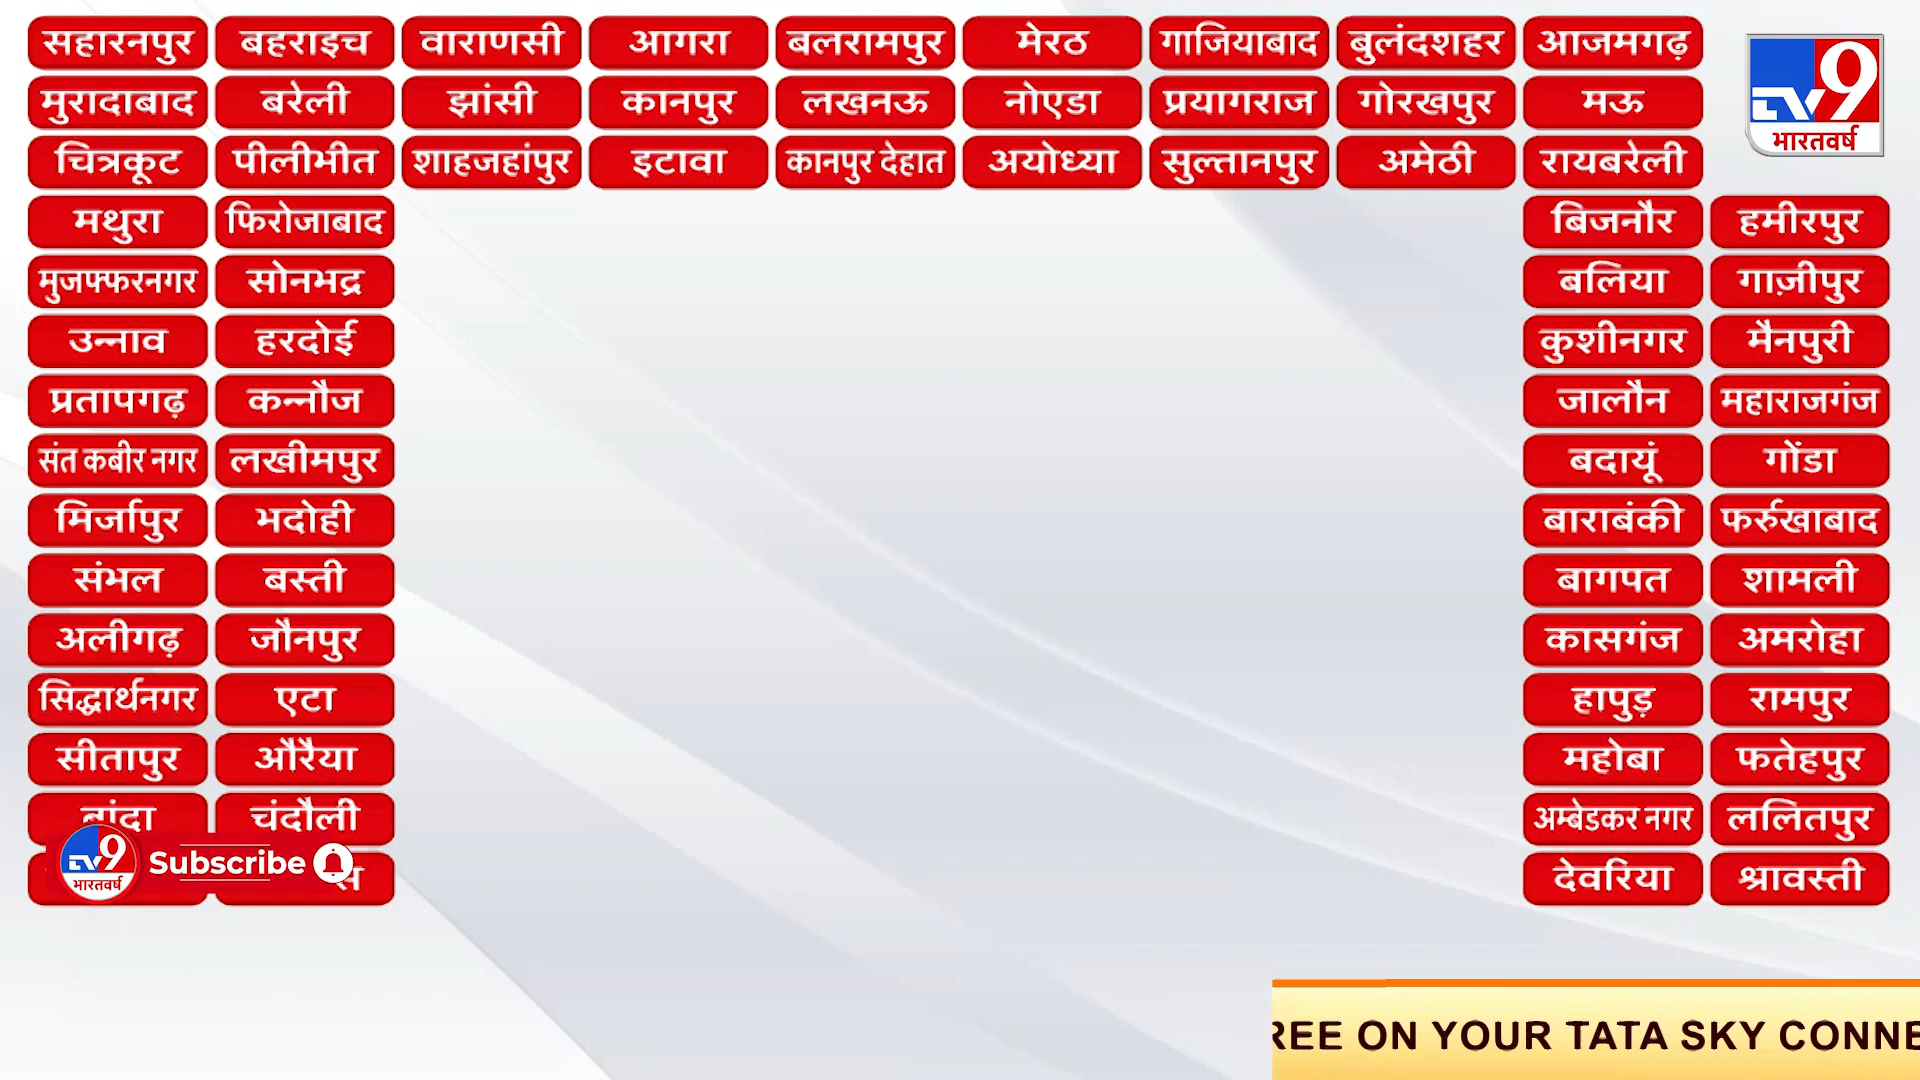 सहारनपुर बहराइच वाराणसी आगरा बलरामपुर मेरठ गाजियाबाद बुलंदशहर आजमगढ़
TV9
भारतवर्ष
मुरादाबाद बरेली झांसी कानपुर लखनऊ नोएडा प्रयागराज गोरखपुर मऊ
चित्रकूट पीलीभीत शाहजहांपुर इटावा कानपुर देहात अयोध्या सुल्तानपुर अमेठी रायबरेली
मथुरा फिरोजाबाद बिजनौर हमीरपुर
मुजफ्फरनगर सोनभद्र बलिया गाज़ीपुर
उन्नाव हरदोई कुशीनगर मैनपुरी
प्रतापगढ़ कन्नौज जालौन महाराजगंज
संत कबीर नगर लखीमपुर बदायूं गोंडा
मिर्जापुर भदोही बाराबंकी फर्रुखाबाद
संभल बस्ती बागपत शामली
अलीगढ़ जौनपुर कासगंज अमरोहा
सिद्धार्थनगर एटा हापुड़ रामपुर
सीतापुर औरैया महोबा फतेहपुर
बांदा चंदौली अम्बेडकर नगर ललितपुर
TV9
भारतवर्ष
Subscribe
देवरिया श्रावस्ती
REE ON YOUR TATA SKY CONNE